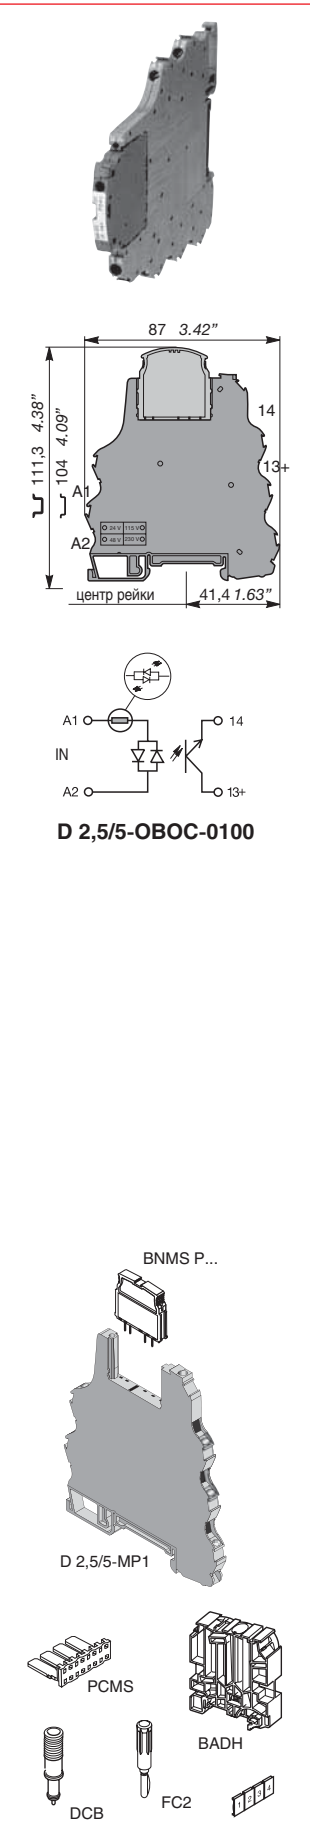 87 3.42”
111,3 4.38”
104 4.09”
14
13+
A1
A2
24 V 115 V
48 V 230 V
центр рейки
41,4 1.63”
A1
14
IN
A2
13+
D 2,5/5-OBOC-0100
BNMS P...
D 2,5/5-MP1
PCMS
BADH
DCB
FC2
1 2 3 4